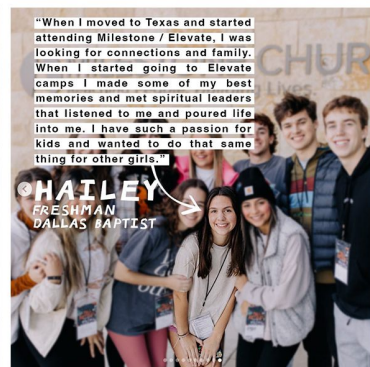 “When I moved to Texas and started
attending Milestone / Elevate, I was
looking for connections and family.
When I started going to Elevate
camps I made some of my best
memories and met spiritual leaders
that listened to me and poured life
into me. I have such a passion for
kids and wanted to do that same
thing for other girls.”
CHUR
Lives.
HAILEY
FRESHMAN
DALLAS BAPTIST